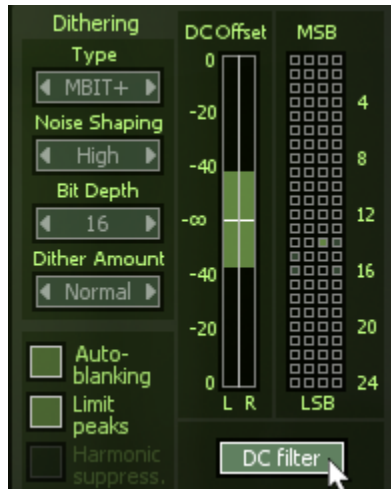 Dithering
Type
MBIT+
Noise Shaping
High
Bit Depth
16
Dither Amount
Normal
Auto-
blanking
Limit
peaks
Harmonic
suppress.
DC Offset
0
-20
-40
-∞
-40
-20
0
L R
MSB
4
8
12
16
20
24
LSB
DC filter